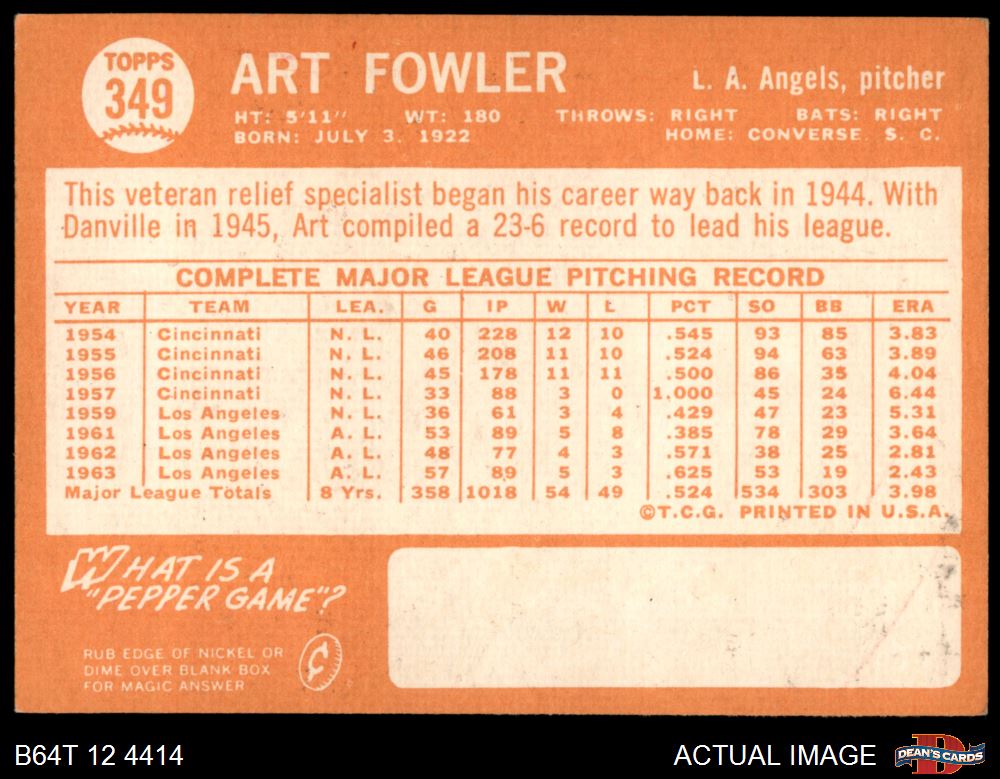 TOPPS
349
ART FOWLER
L. A. Angels, pitcher
HT: 5'11" WT: 180 THROWS: RIGHT BATS: RIGHT
BORN: JULY 3, 1922 HOME: CONVERSE, S. C.
This veteran relief specialist began his career way back in 1944. With
Danville in 1945, Art compiled a 23-6 record to lead his league.
COMPLETE MAJOR LEAGUE PITCHING RECORD
YEAR TEAM LEA. G IP W L PCT SO BB ERA
1954 Cincinnati N. L. 40 228 12 10 .545 93 85 3.83
1955 Cincinnati N. L. 46 208 11 10 .524 94 63 3.89
1956 Cincinnati N. L. 45 178 11 11 .500 86 35 4.04
1957 Cincinnati N. L. 33 88 3 0 1.000 45 24 6.44
1959 Los Angeles N. L. 36 61 3 4 .429 47 23 5.31
1961 Los Angeles A. L. 53 89 5 8 .385 78 29 3.64
1962 Los Angeles A. L. 48 77 4 3 .571 38 25 2.81
1963 Los Angeles A. L. 57 89 5 3 .625 53 19 2.43
Major League Totals 8 Yrs. 358 1018 54 49 .524 534 303 3.98
©T.C.G. PRINTED IN U.S.A.
WHAT IS A
"PEPPER GAME"?
RUB EDGE OF NICKEL OR
DIME OVER BLANK BOX
FOR MAGIC ANSWER
¢
B64T 12 4414
ACTUAL IMAGE
D
DEAN'S CARDS